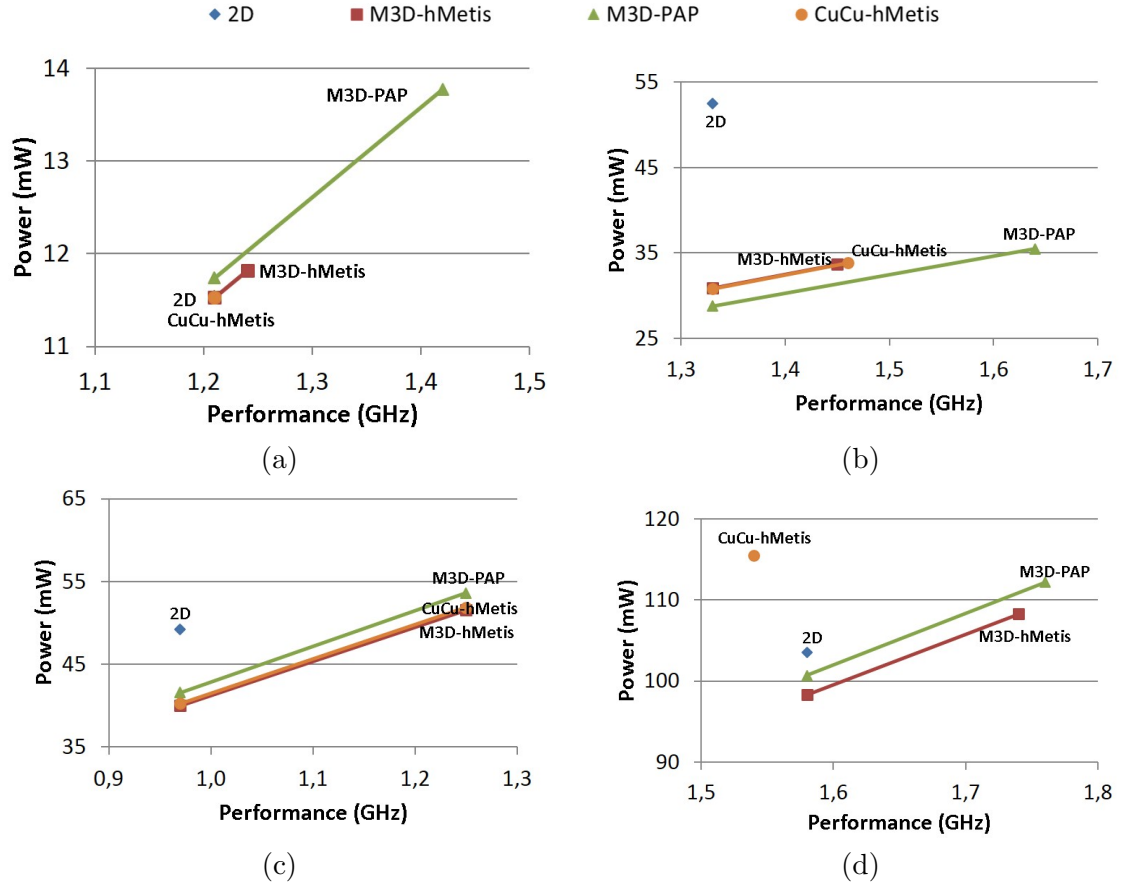 2D M3D-hMetis M3D-PAP CuCu-hMetis
14
13
12
11
Power (mW)
M3D-PAP
M3D-hMetis
2D
CuCu-hMetis
1,1 1,2 1,3 1,4 1,5
Performance (GHz)
(a)
55
45
35
25
Power (mW)
2D
M3D-PAP
CuCu-hMetis
M3D-hMetis
1,3 1,4 1,5 1,6 1,7
Performance (GHz)
(b)
65
55
45
35
Power (mW)
M3D-PAP
CuCu-hMetis
2D
M3D-hMetis
0,9 1,0 1,1 1,2 1,3
Performance (GHz)
(c)
120
110
100
90
Power (mW)
CuCu-hMetis
M3D-PAP
2D
M3D-hMetis
1,5 1,6 1,7 1,8
Performance (GHz)
(d)